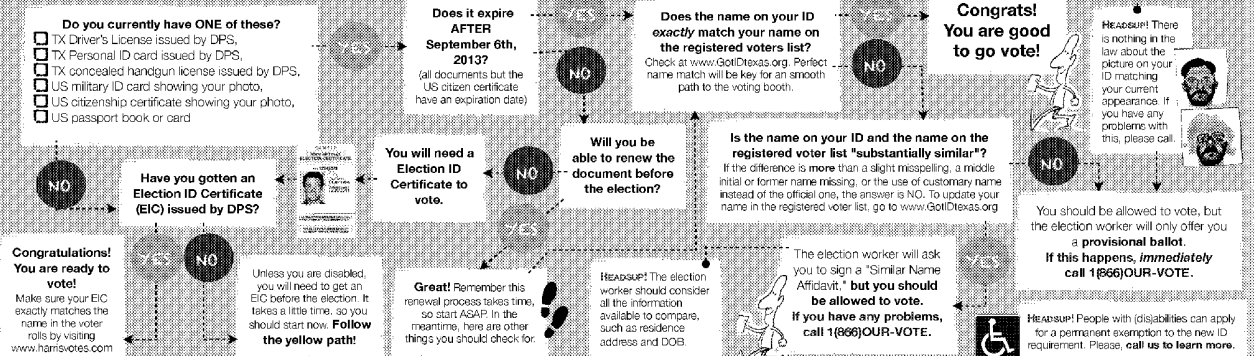 Do you currently have ONE of these?
TX Driver's License issued by DPS,
TX Personal ID card issued by DPS,
TX concealed handgun license issued by DPS,
US military ID card showing your photo,
US citizenship certificate showing your photo,
US passport book or card
YES
Does it expire
AFTER
September 6th,
2013?
(all documents but the
US citizen certificate
have an expiration date)
YES
NO
Does the name on your ID
exactly match your name on
the registered voters list?
Check at www.GotIDtexas.org. Perfect
name match will be key for an smooth
path to the voting booth.
YES
NO
Congrats!
You are good
to go vote!
HEADSUP! There
is nothing in the
law about the
picture on your
ID matching
your current
appearance. If
you have any
problems with
this, please call.
NO
Have you gotten an
Election ID Certificate
(EIC) issued by DPS?
ELECTION CERTIFICATE
You will need a
Election ID
Certificate to
vote.
NO
Will you be
able to renew the
document before
the election?
YES
Is the name on your ID and the name on the
registered voter list "substantially similar"?
If the difference is more than a slight misspelling, a middle
initial or former name missing, or the use of customary name
instead of the official one, the answer is NO. To update your
name in the registered voter list, go to www.GotIDtexas.org
NO
You should be allowed to vote, but
the election worker will only offer you
a provisional ballot.
If this happens, immediately
call 1(866)OUR-VOTE.
Congratulations!
You are ready to
vote!
Make sure your EIC
exactly matches the
name in the voter
rolls by visiting
www.harrisvotes.com
YES
NO
Unless you are disabled,
you will need to get an
EIC before the election. It
takes a little time, so you
should start now. Follow
the yellow path!
Great! Remember this
renewal process takes time,
so start ASAP. In the
meantime, here are other
things you should check for.
HEADSUP! The election
worker should consider
all the information
available to compare,
such as residence
address and DOB.
The election worker will ask
you to sign a "Similar Name
Affidavit," but you should
be allowed to vote.
If you have any problems,
call 1(866)OUR-VOTE.
YES
HEADSUP! People with (dis)abilities can apply
for a permanent exemption to the new ID
requirement. Please, call us to learn more.